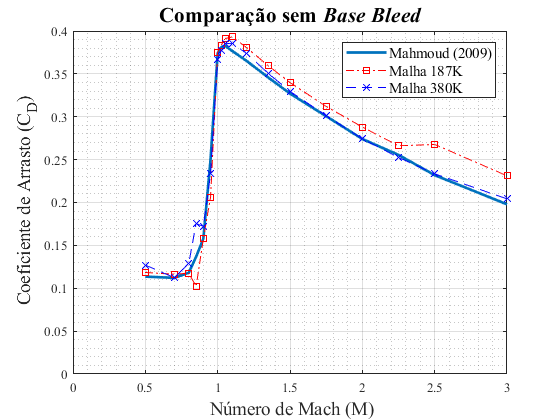 Comparação sem Base Bleed
Coeficiente de Arrasto (C_D)
0.4
0.35
0.3
0.25
0.2
0.15
0.1
0.05
0
Mahmoud (2009)
Malha 187K
Malha 380K
0 0.5 1 1.5 2 2.5 3
Número de Mach (M)